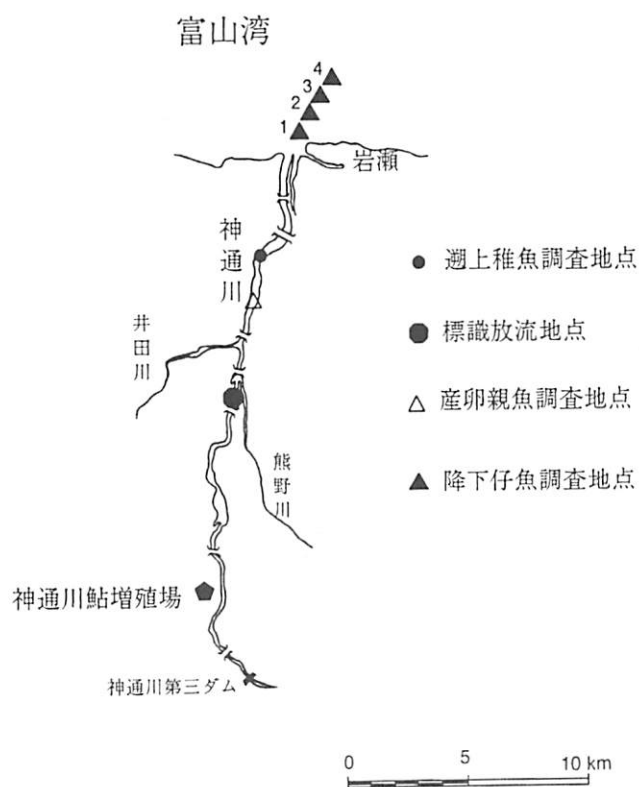 富山湾
4
3
2
1
岩瀬
神通川
井田川
熊野川
神通川鮎増殖場
神通川第三ダム
遡上稚魚調査地点
標識放流地点
産卵親魚調査地点
降下仔魚調査地点
0 5 10 km